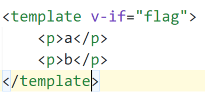 <template v-if="flag">
    <p>a</p>
    <p>b</p>
</template>